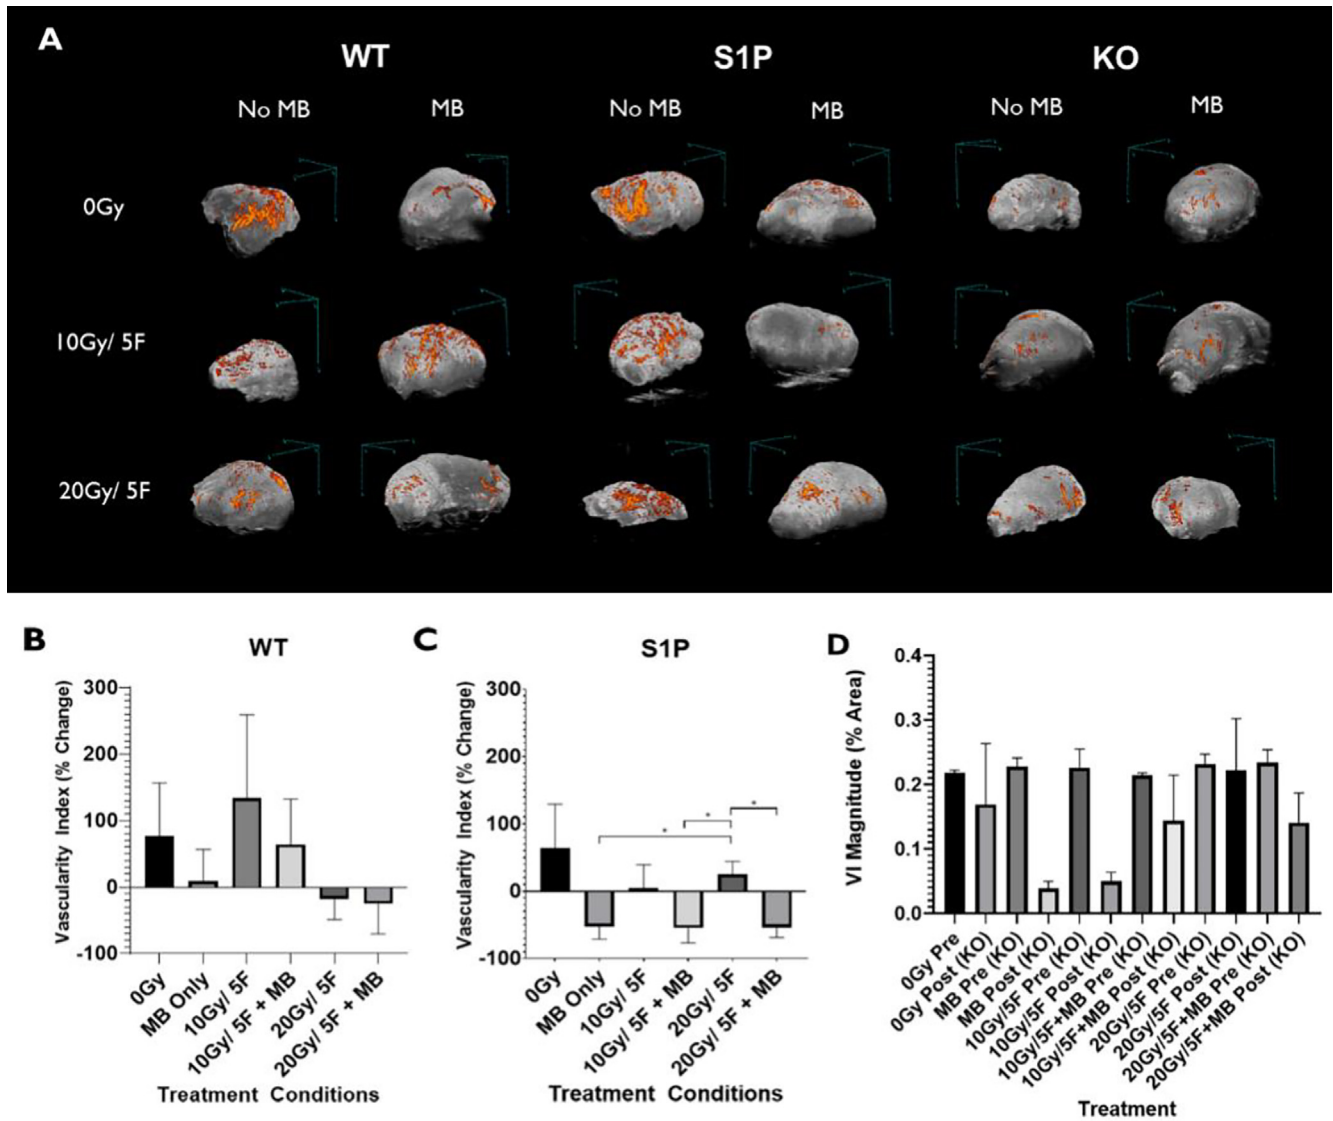 A
WT S1P KO
No MB MB No MB MB No MB MB
0Gy
10Gy/ 5F
20Gy/ 5F
B
WT
Vascularity Index (% Change)
300
200
100
0
-100
0Gy
MB Only
10Gy/ 5F
10Gy/ 5F + MB
20Gy/ 5F
20Gy/ 5F + MB
Treatment Conditions
C
S1P
Vascularity Index (% Change)
300
200
100
0
-100
*
*
*
0Gy
MB Only
10Gy/ 5F
10Gy/ 5F + MB
20Gy/ 5F
20Gy/ 5F + MB
Treatment Conditions
D
VI Magnitude (% Area)
0.4
0.3
0.2
0.1
0.0
0Gy Pre
0Gy Post (KO)
MB Pre (KO)
MB Post (KO)
10Gy/5F Pre (KO)
10Gy/5F Post (KO)
10Gy/5F+MB Pre (KO)
10Gy/5F+MB Post (KO)
20Gy/5F Pre (KO)
20Gy/5F Post (KO)
20Gy/5F+MB Pre (KO)
20Gy/5F+MB Post (KO)
Treatment